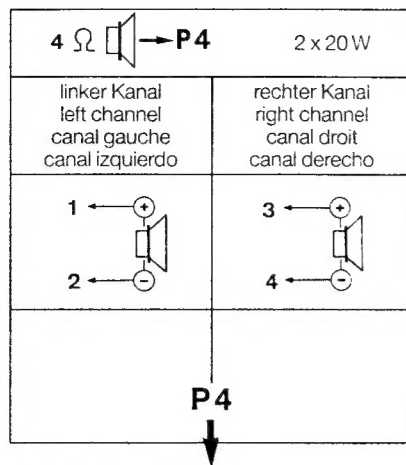 4 Ω P4 2 x 20 W
linker Kanal
left channel
canal gauche
canal izquierdo
rechter Kanal
right channel
canal droit
canal derecho
1 +
2 −
3 +
4 −
P4